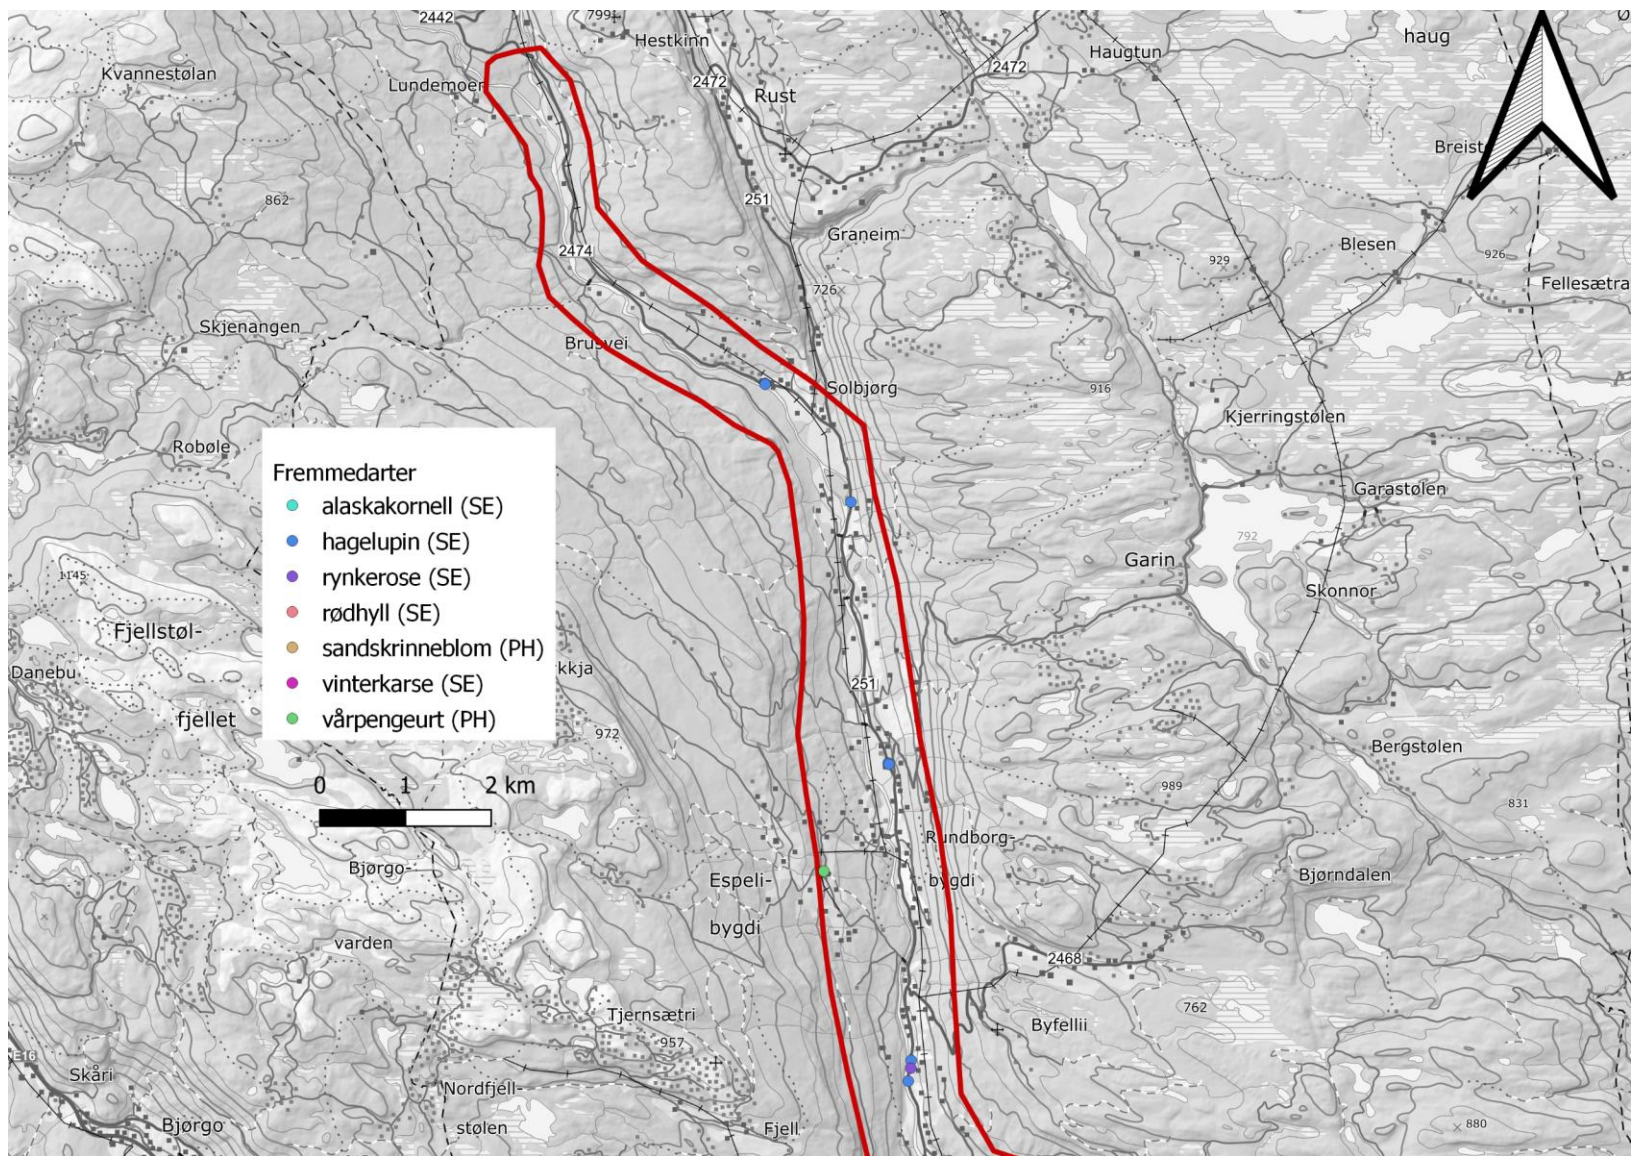 2442
799
Hestkinn
Haugtun
haug
Kvannestølan
Lundemoen
2472
2472
Rust
862
251
Graneim
Blesen
2474
929
926
726
Fellesætra
Skjenangen
Brusvei
Solbjørg
916
Kjerringstølen
Robøle
Fremmedarter
alaskakornell (SE)
hagelupin (SE)
rynkerose (SE)
rødhyll (SE)
sandskrinneblom (PH)
vinterkarse (SE)
vårpengeurt (PH)
Garastølen
792
Garin
Skonnor
1145
Fjellstøl-
fjellet
Danebu
kkja
251
972
Bergstølen
0 1 2 km
989
831
Rundborg-
bygdi
Bjørgo-
varden
Espeli-
bygdi
Bjørndalen
2468
762
Tjernsætri
957
Byfellii
E16
Skåri
Bjørgo
Nordfjell-
stølen
Fjell
880